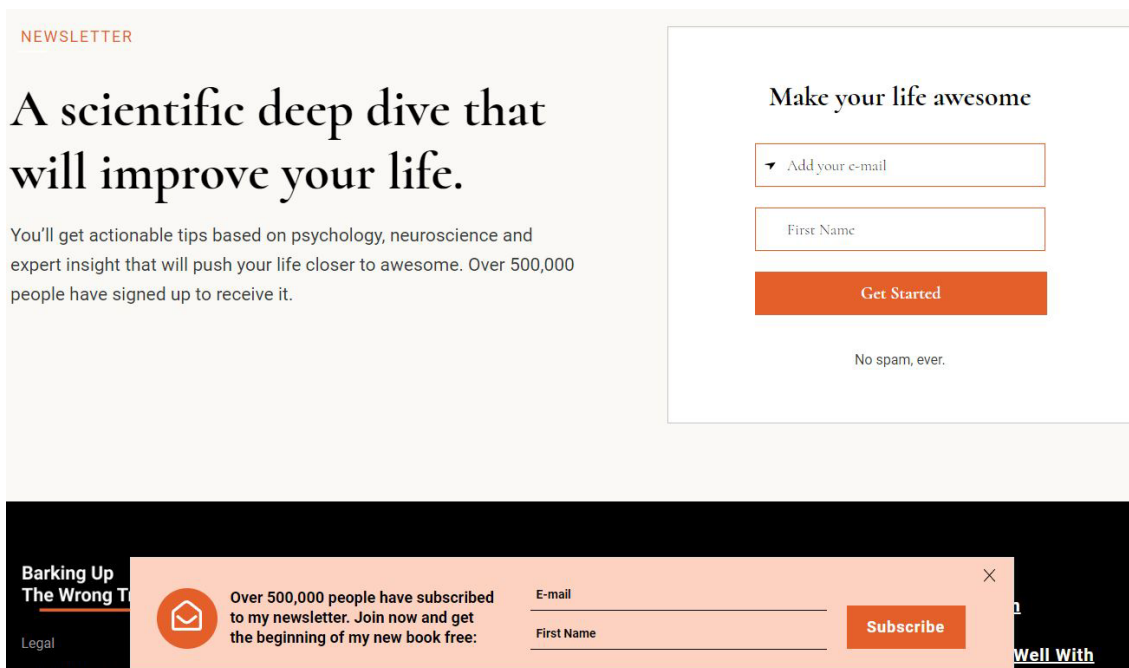 NEWSLETTER
A scientific deep dive that
will improve your life.
You’ll get actionable tips based on psychology, neuroscience and
expert insight that will push your life closer to awesome. Over 500,000
people have signed up to receive it.
Make your life awesome
Add your e-mail
First Name
Get Started
No spam, ever.
Barking Up
The Wrong
Legal
Over 500,000 people have subscribed
to my newsletter. Join now and get
the beginning of my new book free:
E-mail
First Name
Subscribe
Well With